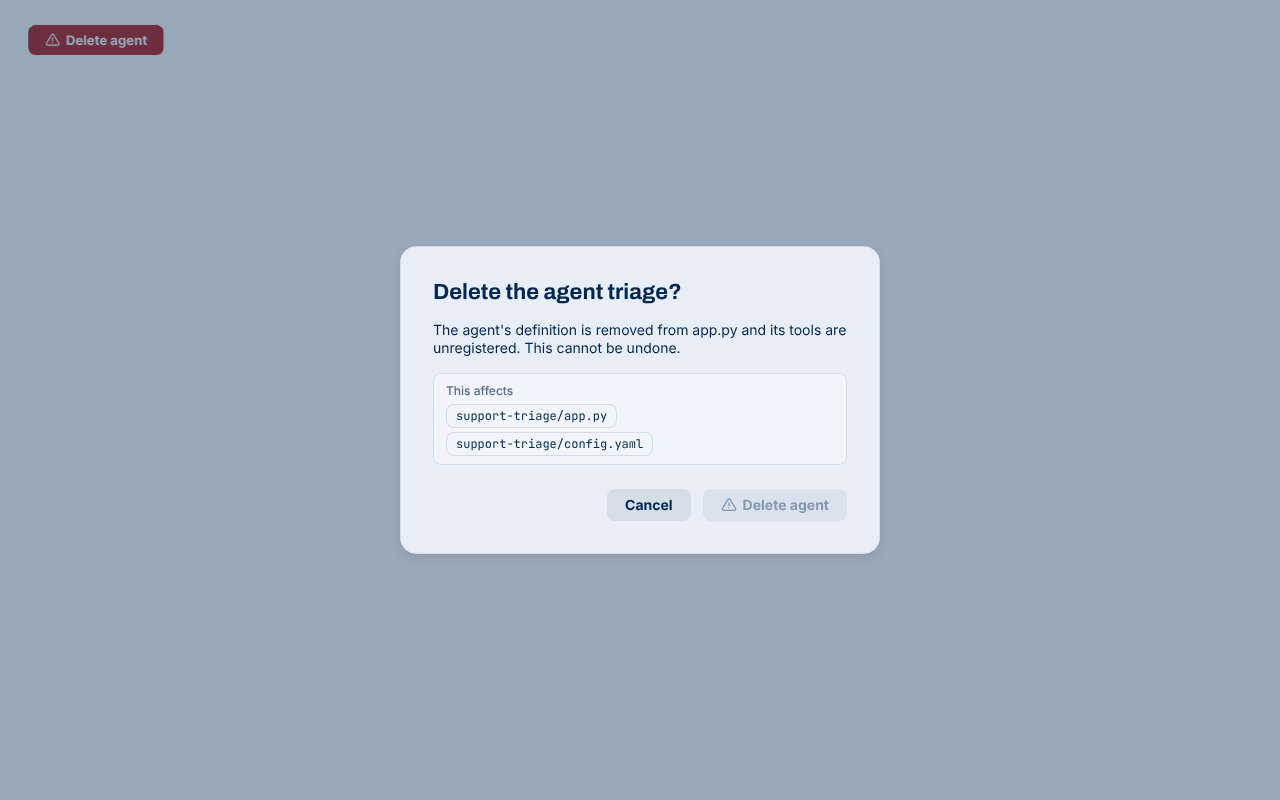 Delete agent
Delete the agent triage?
The agent's definition is removed from app.py and its tools are
unregistered. This cannot be undone.
This affects
support-triage/app.py
support-triage/config.yaml
Cancel
Delete agent